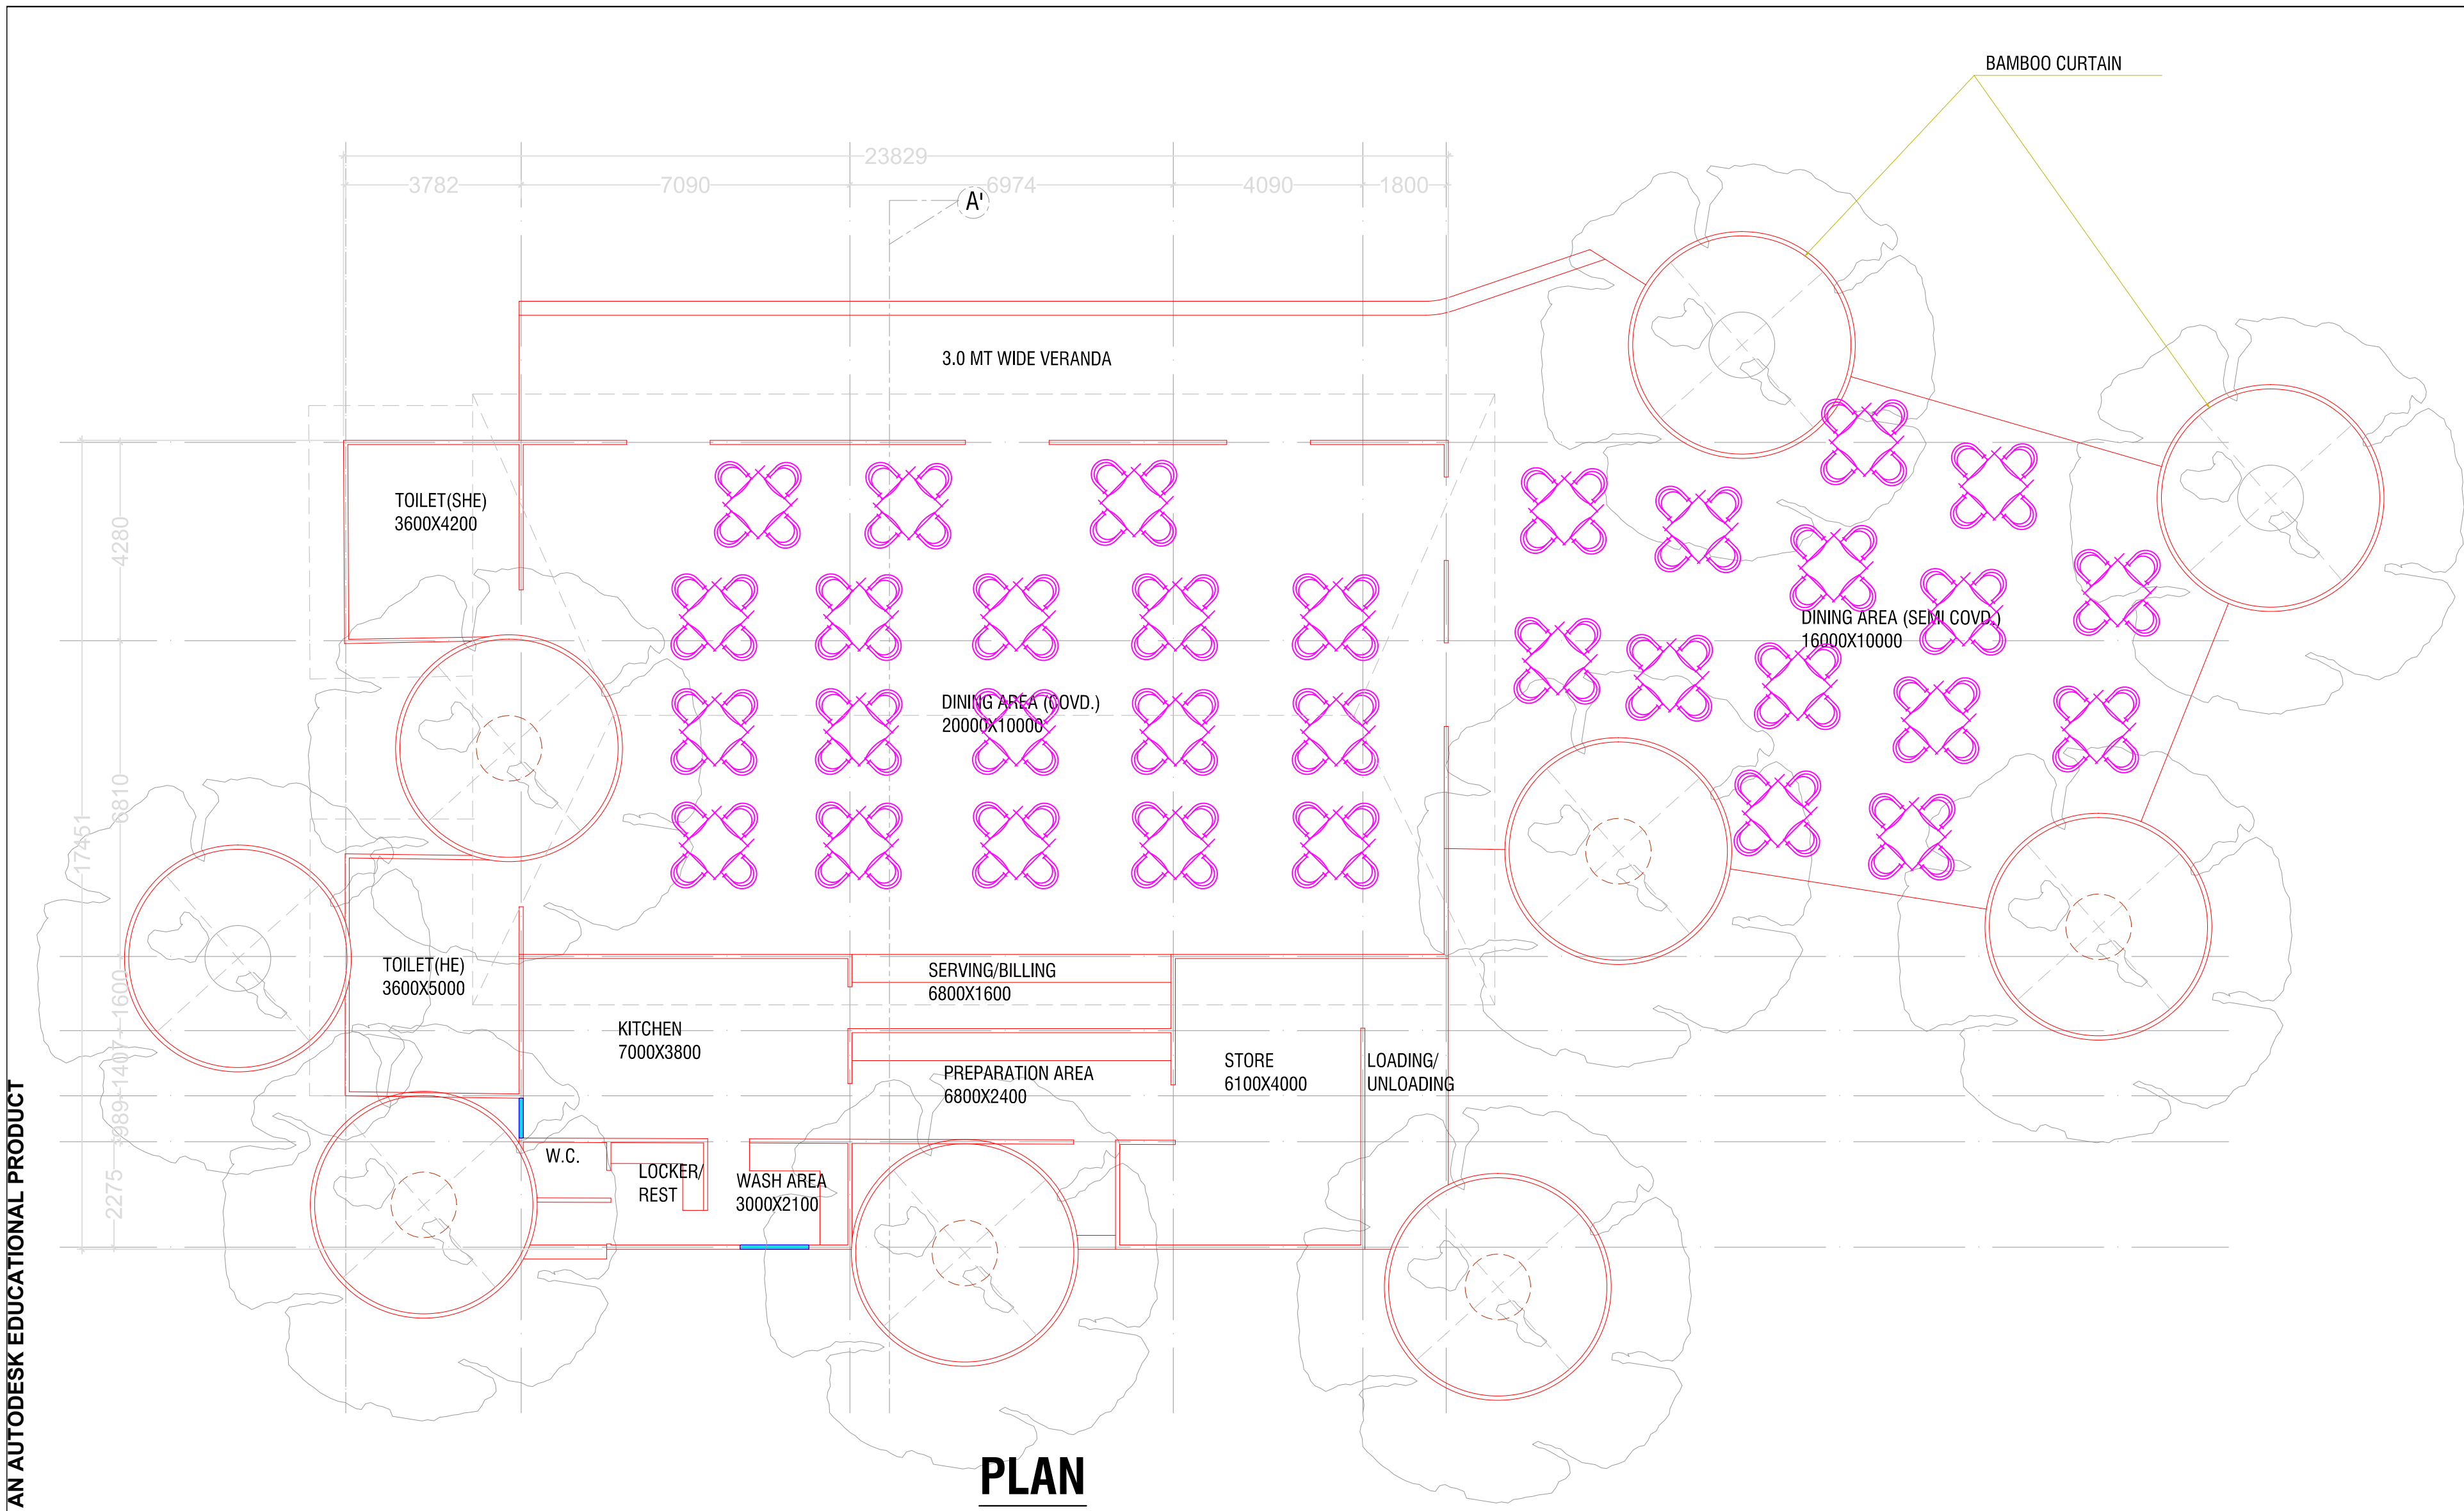 BAMBOO CURTAIN
23829
3782
7090
6974
4090
1800
A'
3.0 MT WIDE VERANDA
TOILET(SHE)
3600X4200
4280
DINING AREA (SEMI COVD.)
16000X10000
DINING AREA (COVD.)
20000X10000
6810
17451
TOILET(HE)
3600X5000
SERVING/BILLING
6800X1600
1600
KITCHEN
7000X3800
1407
PREPARATION AREA
6800X2400
STORE
6100X4000
LOADING/
UNLOADING
989
W.C.
LOCKER/
REST
WASH AREA
3000X2100
2275
PLAN
AN AUTODESK EDUCATIONAL PRODUCT